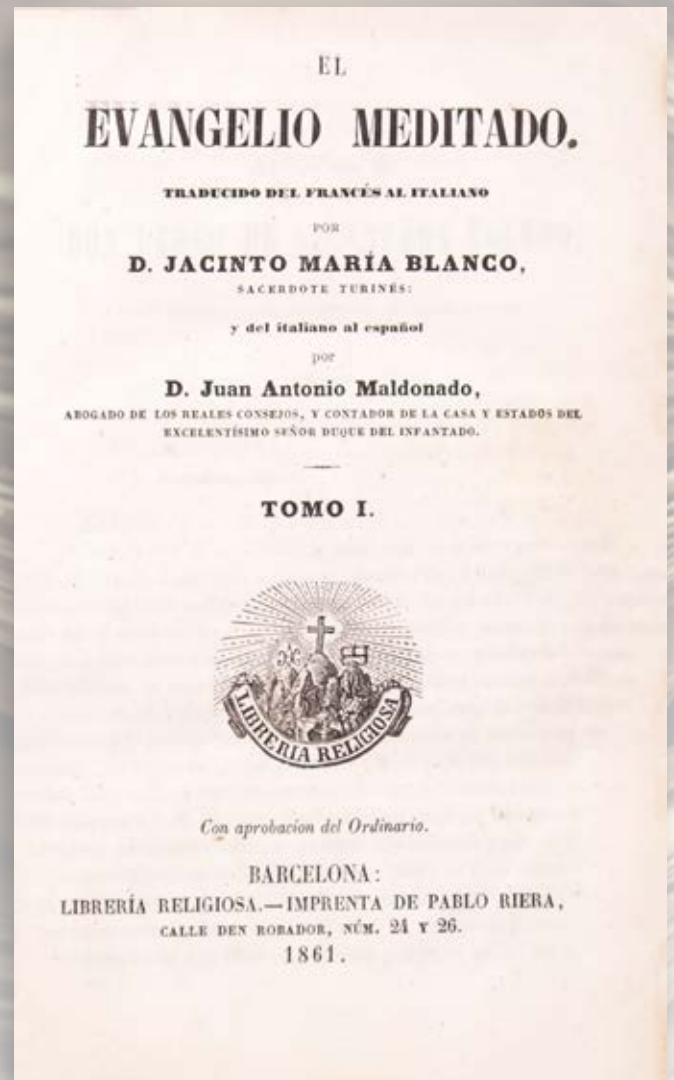 EL
EVANGELIO MEDITADO.
TRADUCIDO DEL FRANCÉS AL ITALIANO
POR
D. JACINTO MARÍA BLANCO,
SACERDOTE TURINÉS:
y del italiano al español
por
D. Juan Antonio Maldonado,
ABOGADO DE LOS REALES CONSEJOS, Y CONTADOR DE LA CASA Y ESTADOS DEL
EXCELENTÍSIMO SEÑOR DUQUE DEL INFANTADO.
TOMO I.
LIBRERÍA RELIGIOSA
Con aprobacion del Ordinario.
BARCELONA:
LIBRERÍA RELIGIOSA.—IMPRENTA DE PABLO RIERA,
CALLE DEN ROBADOR, NÚM. 24 Y 26.
1861.